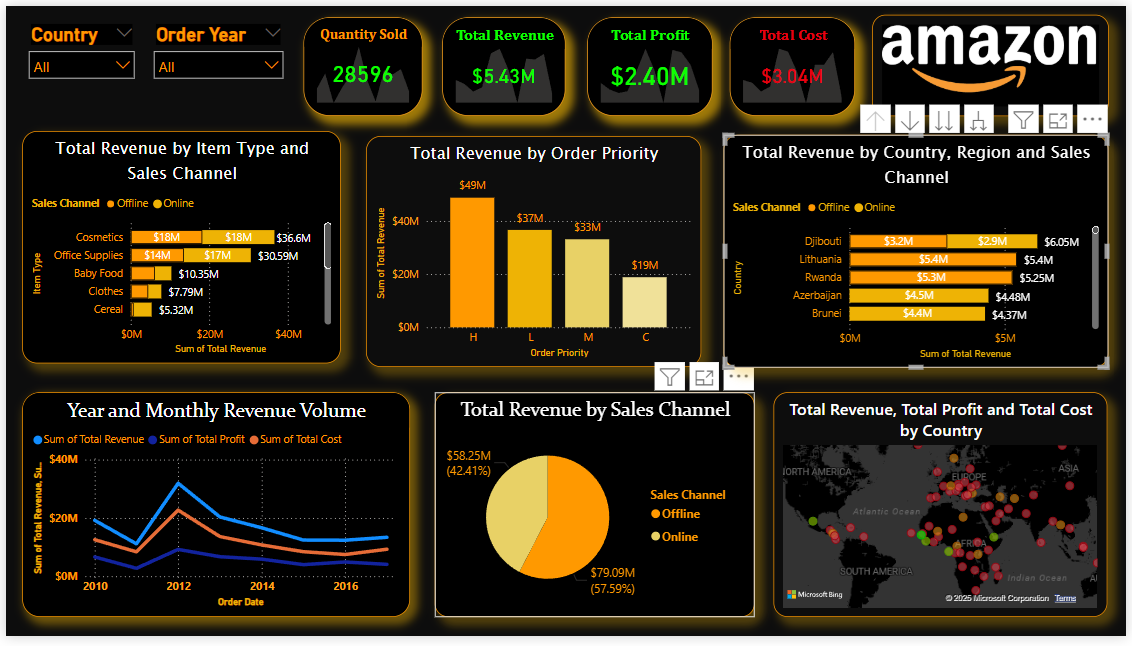 Country
Order Year
All
All
Quantity Sold
28596
Total Revenue
$5.43M
Total Profit
$2.40M
Total Cost
$3.04M
amazon
Total Revenue by Item Type and
Sales Channel
Sales Channel Offline Online
Item Type
Cosmetics $18M $18M $36.6M
Office Supplies $14M $17M $30.59M
Baby Food $10.35M
Clothes $7.79M
Cereal $5.32M
$0M $20M $40M
Sum of Total Revenue
Total Revenue by Order Priority
Sum of Total Revenue
$49M
$37M
$33M
$19M
$40M
$20M
$0M
H L M C
Order Priority
Total Revenue by Country, Region and Sales
Channel
Sales Channel Offline Online
Country
Djibouti $3.2M $2.9M $6.05M
Lithuania $5.4M $5.4M
Rwanda $5.3M $5.25M
Azerbaijan $4.5M $4.48M
Brunei $4.4M $4.37M
$0M $5M
Sum of Total Revenue
Year and Monthly Revenue Volume
Sum of Total Revenue Sum of Total Profit Sum of Total Cost
Sum of Total Revenue, Su...
$40M
$20M
$0M
2010 2012 2014 2016
Order Date
Total Revenue by Sales Channel
$58.25M
(42.41%)
$79.09M
(57.59%)
Sales Channel
Offline
Online
Total Revenue, Total Profit and Total Cost
by Country
NORTH AMERICA
EUROPE
ASIA
Atlantic Ocean
AFRICA
SOUTH AMERICA
Indian Ocean
Microsoft Bing
© 2025 Microsoft Corporation Terms